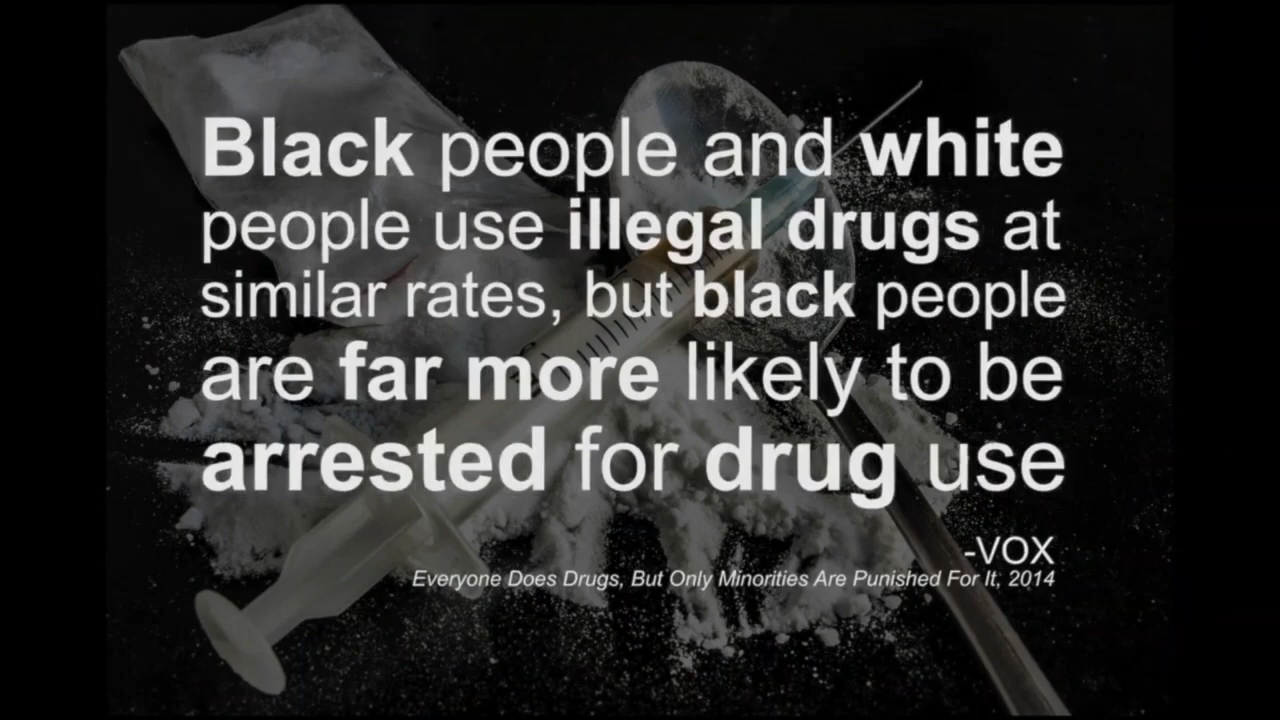 Black people and white
people use illegal drugs at
similar rates, but black people
are far more likely to be
arrested for drug use
-VOX
Everyone Does Drugs, But Only Minorities Are Punished For It, 2014